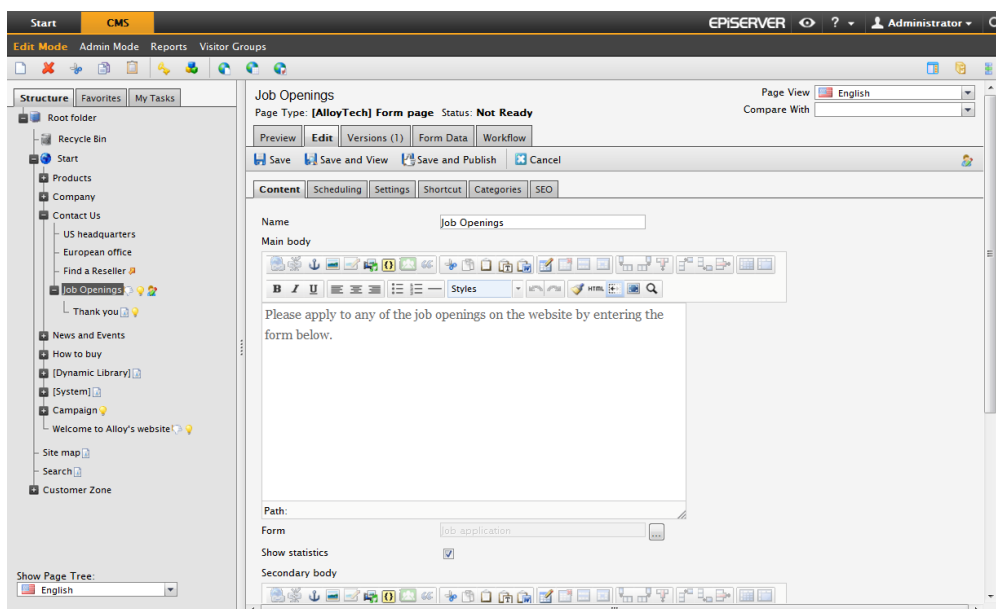 Start CMS EPiSERVER ? Administrator
Edit Mode Admin Mode Reports Visitor Groups
Structure Favorites My Tasks
Root folder
Recycle Bin
Start
Products
Company
Contact Us
US headquarters
European office
Find a Reseller
Job Openings
Thank you
News and Events
How to buy
[Dynamic Library]
[System]
Campaign
Welcome to Alloy's website
Site map
Search
Customer Zone
Show Page Tree:
English
Job Openings
Page View English
Page Type: [AlloyTech] Form page Status: Not Ready
Compare With
Preview Edit Versions (1) Form Data Workflow
Save Save and View Save and Publish Cancel
Content Scheduling Settings Shortcut Categories SEO
Name Job Openings
Main body
B I U Styles HTML
Please apply to any of the job openings on the website by entering the
form below.
Path:
Form Job application ...
Show statistics
Secondary body